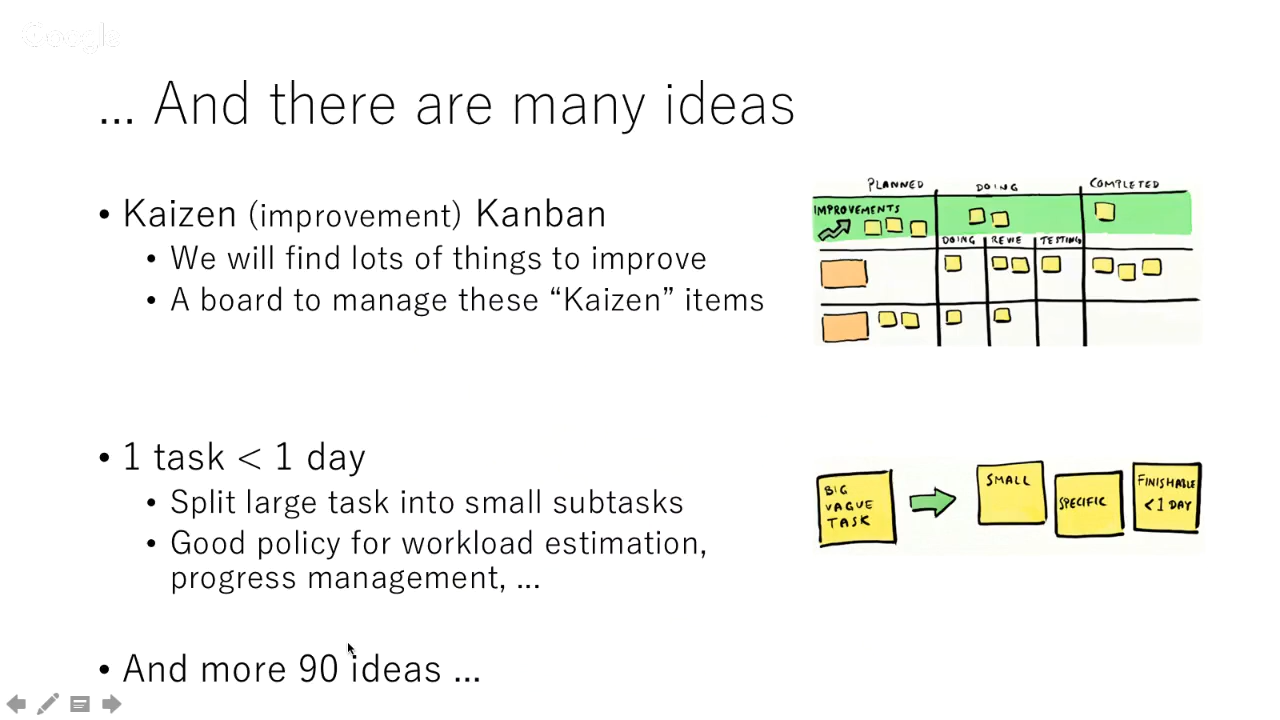 Google
... And there are many ideas
• Kaizen (improvement) Kanban
• We will find lots of things to improve
• A board to manage these “Kaizen” items
PLANNED DOING COMPLETED
IMPROVEMENTS
DOING REVIE TESTING
• 1 task < 1 day
• Split large task into small subtasks
• Good policy for workload estimation,
progress management, ...
BIG
VAGUE
TASK
SMALL
SPECIFIC
FINISHABLE
< 1 DAY
• And more 90 ideas ...